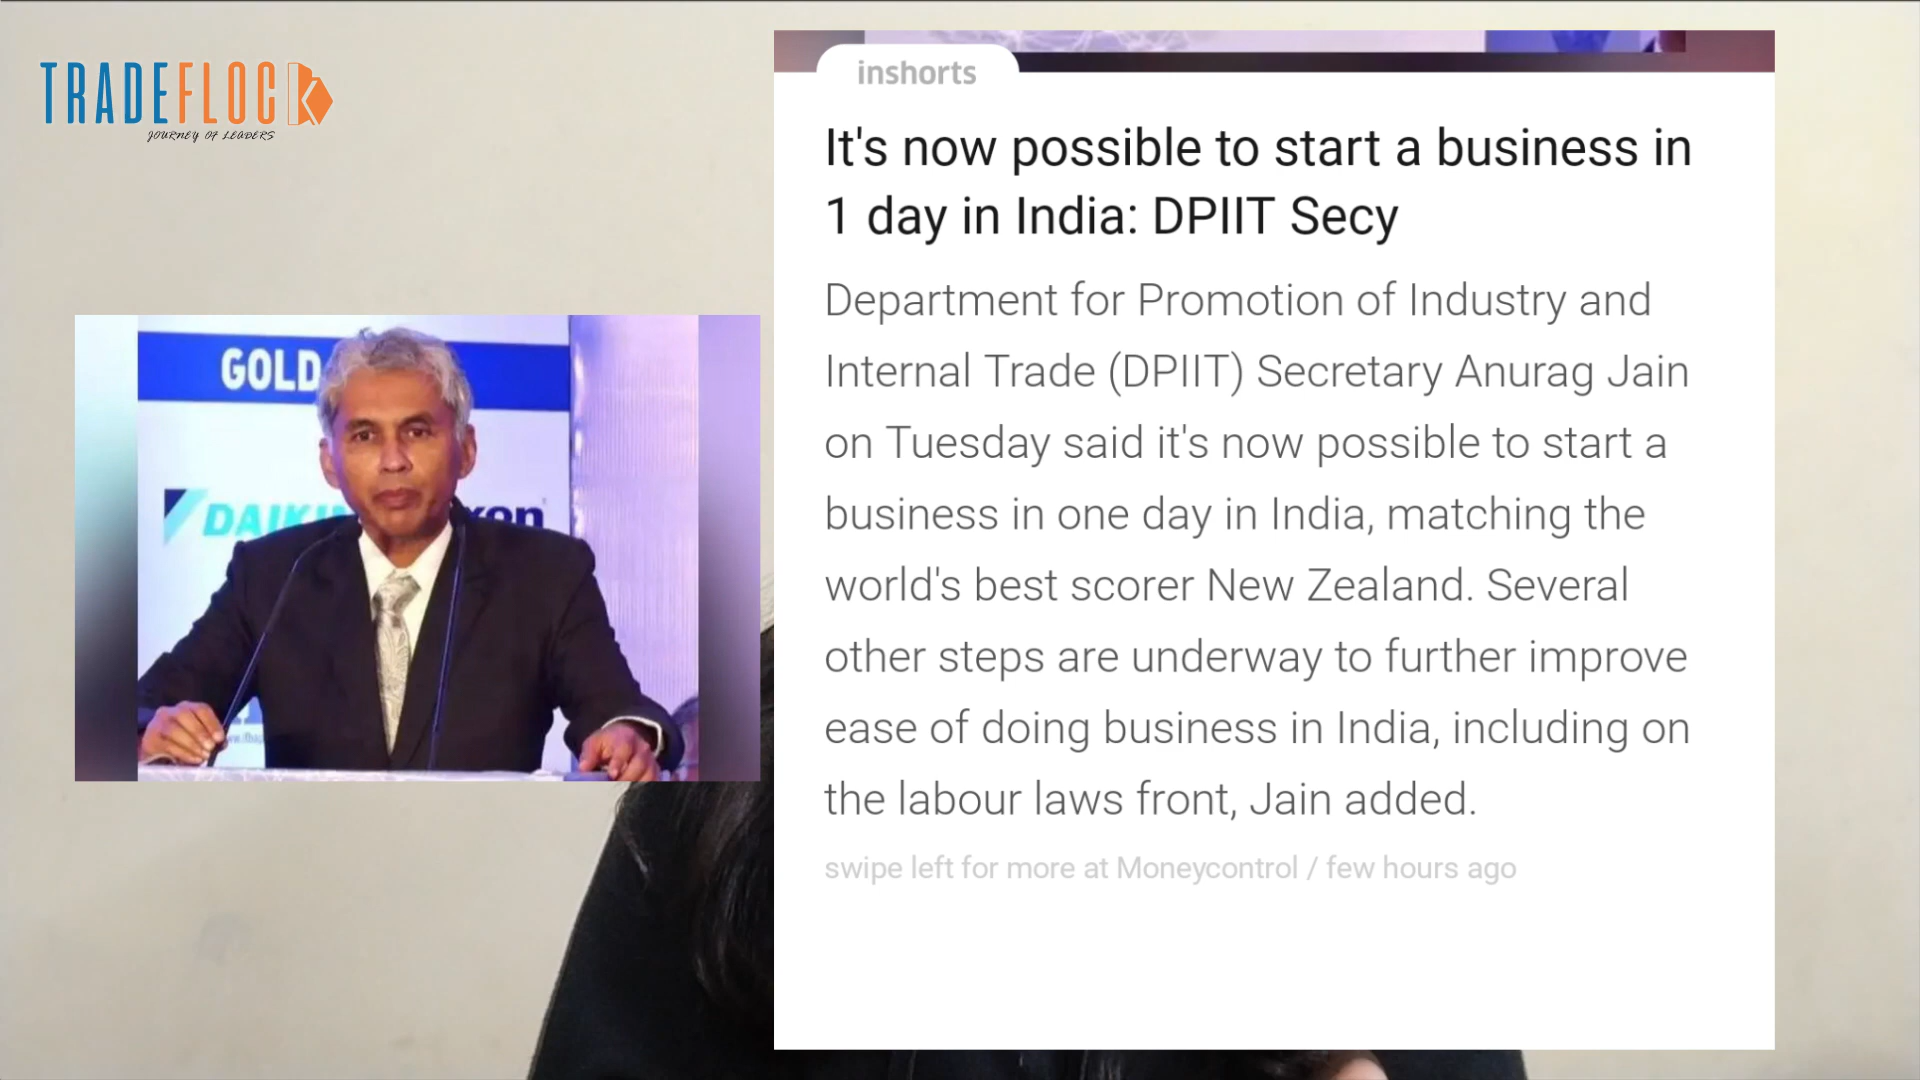 TRADEFLOCK
JOURNEY OF LEADERS
inshorts
It's now possible to start a business in
1 day in India: DPIIT Secy
Department for Promotion of Industry and
Internal Trade (DPIIT) Secretary Anurag Jain
on Tuesday said it's now possible to start a
business in one day in India, matching the
world's best scorer New Zealand. Several
other steps are underway to further improve
ease of doing business in India, including on
the labour laws front, Jain added.
swipe left for more at Moneycontrol / few hours ago
GOLD